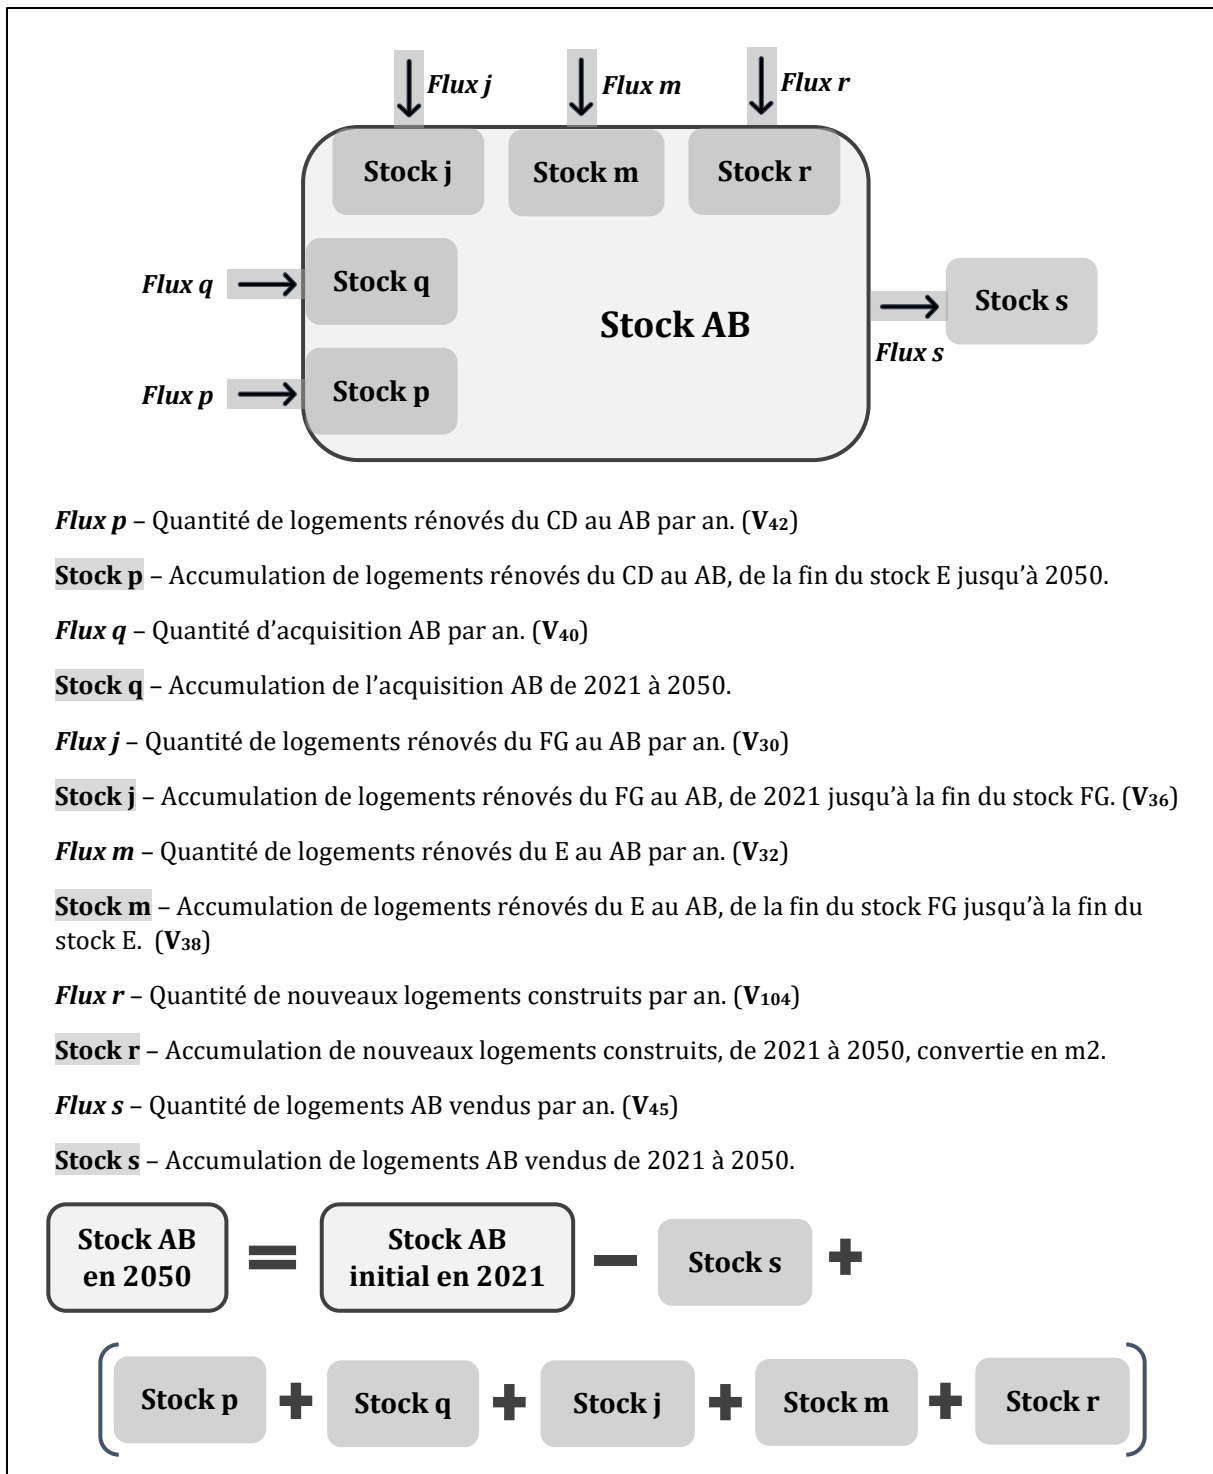 Flux j
Flux m
Flux r
Stock j
Stock m
Stock r
Flux q
Stock q
Stock AB
Stock s
Flux s
Flux p
Stock p
Flux p – Quantité de logements rénovés du CD au AB par an. (V42)
Stock p – Accumulation de logements rénovés du CD au AB, de la fin du stock E jusqu’à 2050.
Flux q – Quantité d’acquisition AB par an. (V40)
Stock q – Accumulation de l’acquisition AB de 2021 à 2050.
Flux j – Quantité de logements rénovés du FG au AB par an. (V30)
Stock j – Accumulation de logements rénovés du FG au AB, de 2021 jusqu’à la fin du stock FG. (V36)
Flux m – Quantité de logements rénovés du E au AB par an. (V32)
Stock m – Accumulation de logements rénovés du E au AB, de la fin du stock FG jusqu’à la fin du
stock E. (V38)
Flux r – Quantité de nouveaux logements construits par an. (V104)
Stock r – Accumulation de nouveaux logements construits, de 2021 à 2050, convertie en m2.
Flux s – Quantité de logements AB vendus par an. (V45)
Stock s – Accumulation de logements AB vendus de 2021 à 2050.
Stock AB
en 2050
=
Stock AB
initial en 2021
–
Stock s
+
( Stock p + Stock q + Stock j + Stock m + Stock r )